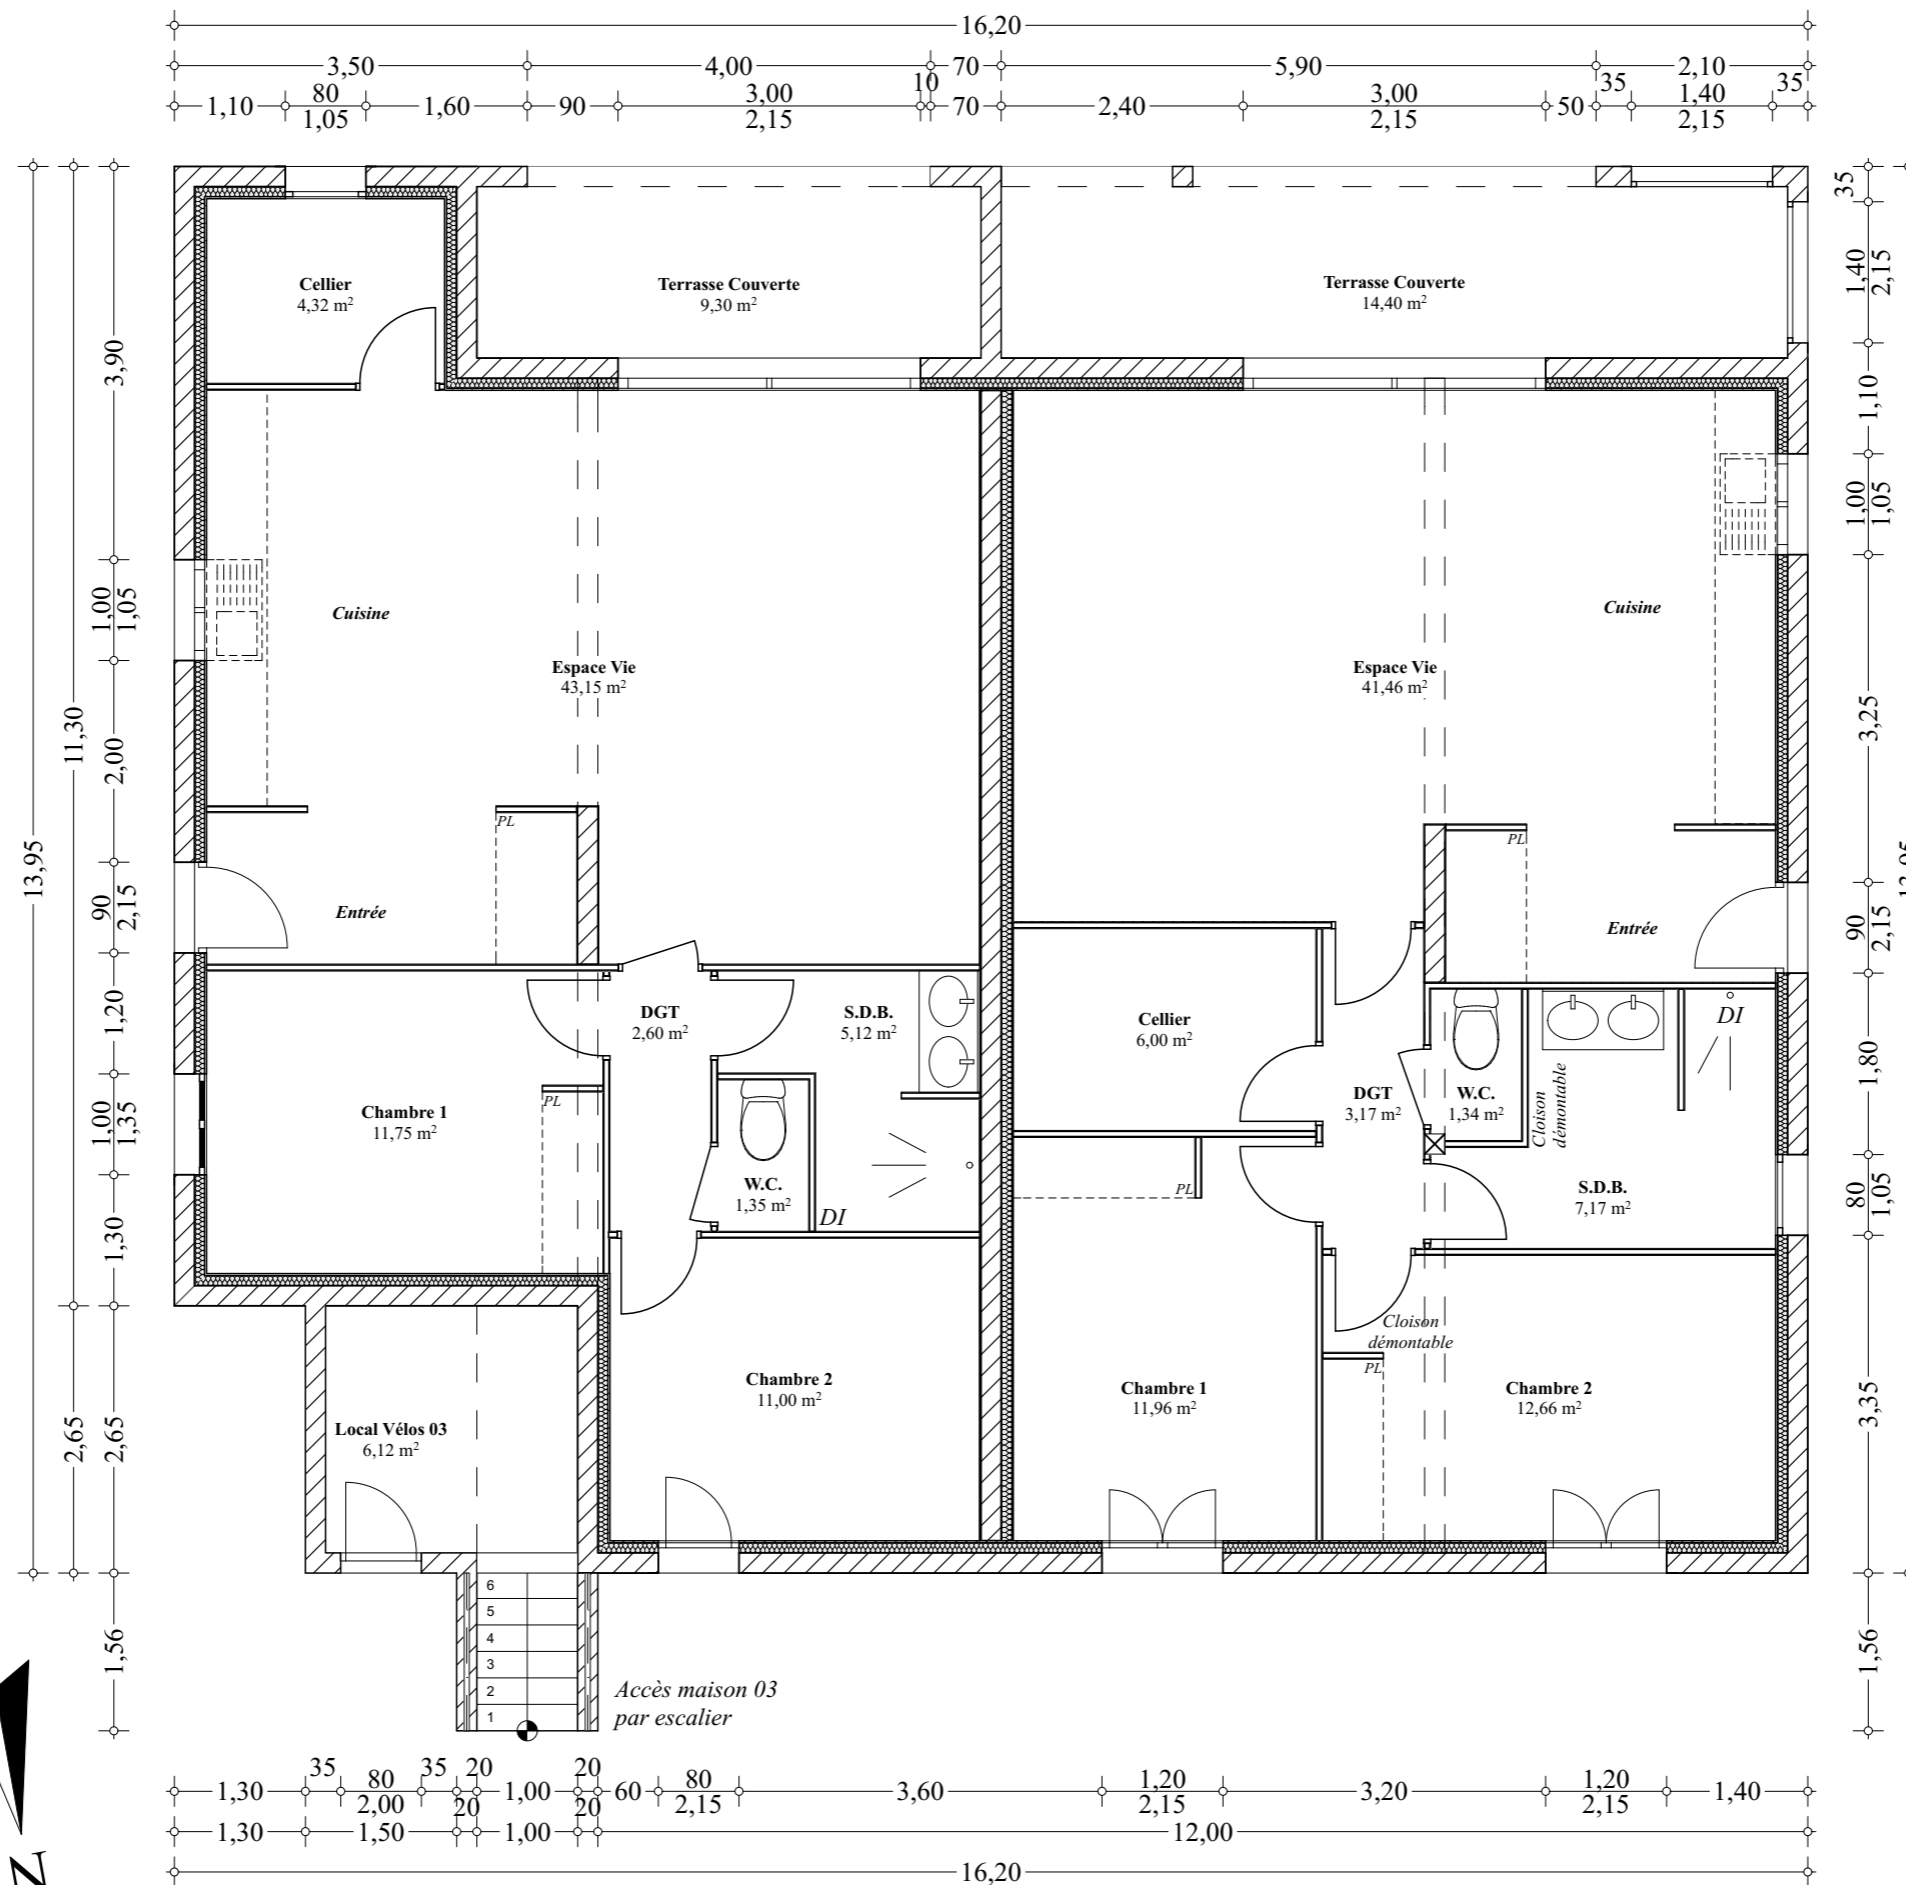 16,20
3,50 4,00 70 5,90 2,10
1,10 80 1,60 90 3,00 10 70 2,40 3,00 50 35 1,40 35
1,05 2,15 2,15 2,15
13,95
11,30
2,65
3,90
1,00
1,05
2,00
90
2,15
1,20
1,00
1,35
1,30
2,65
1,56
Cellier
4,32 m²
Terrasse Couverte
9,30 m²
Terrasse Couverte
14,40 m²
Cuisine
Espace Vie
43,15 m²
Espace Vie
41,46 m²
Cuisine
PL
Entrée
PL
Entrée
DGT
2,60 m²
S.D.B.
5,12 m²
Chambre 1
11,75 m²
PL
W.C.
1,35 m²
DI
Cellier
6,00 m²
DGT
3,17 m²
W.C.
1,34 m²
Cloison
démontable
DI
S.D.B.
7,17 m²
PL
Chambre 2
11,00 m²
Chambre 1
11,96 m²
Cloison
démontable
PL
Chambre 2
12,66 m²
Local Vélos 03
6,12 m²
6
5
4
3
2
1
Accès maison 03
par escalier
35
1,40
2,15
1,10
1,00
1,05
3,25
90
2,15
1,80
80
1,05
3,35
1,56
N
1,30 35 80 35 20 1,00 20 60 80 3,60 1,20 3,20 1,20 1,40
2,00 2,15 2,15 2,15
1,30 1,50 20 1,00 20 12,00
16,20